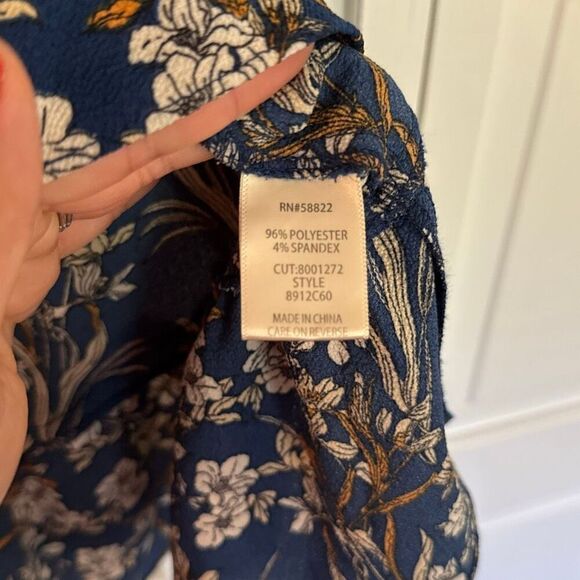 RN#58822
96% POLYESTER
4% SPANDEX
CUT:8001272
STYLE
8912C60
MADE IN CHINA
CARE ON REVERSE